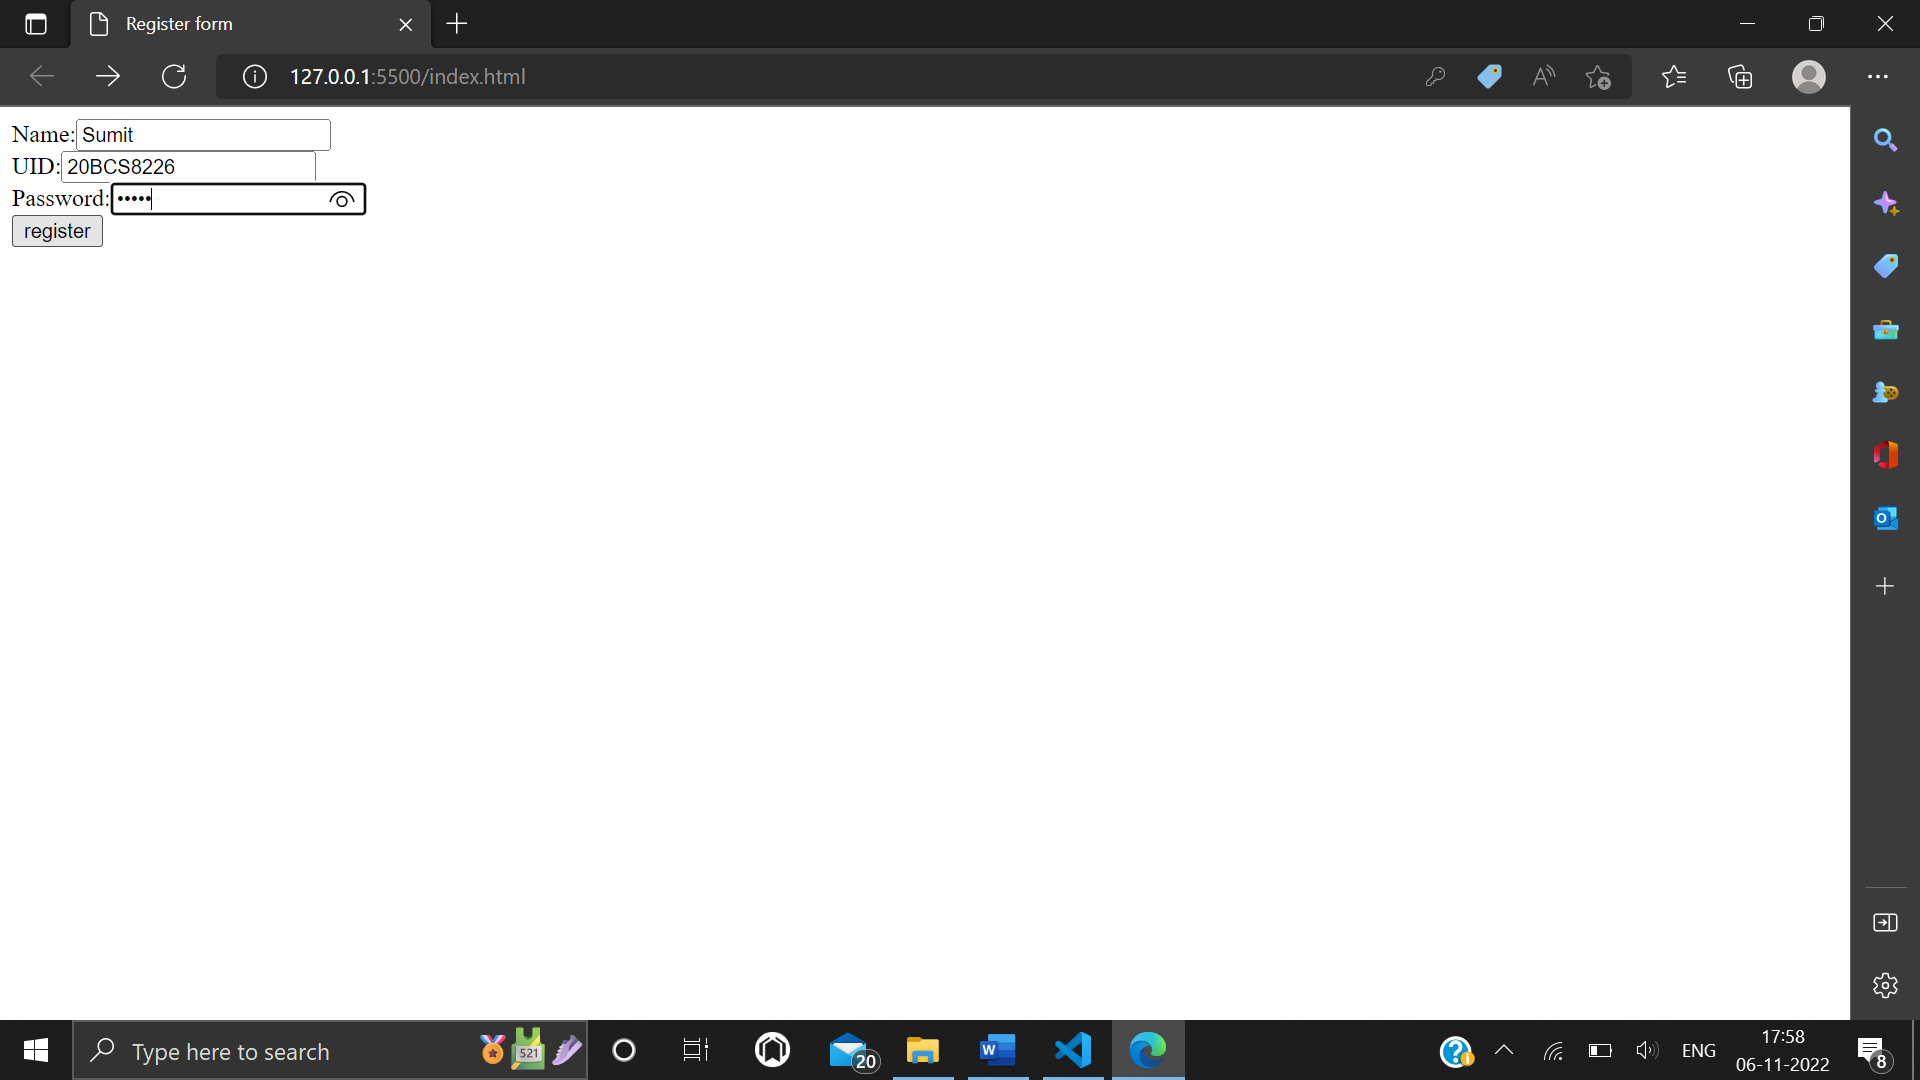 Register form
127.0.0.1:5500/index.html
Name: Sumit
UID: 20BCS8226
Password: •••••
register
Type here to search
521
20
ENG
17:58
06-11-2022
8